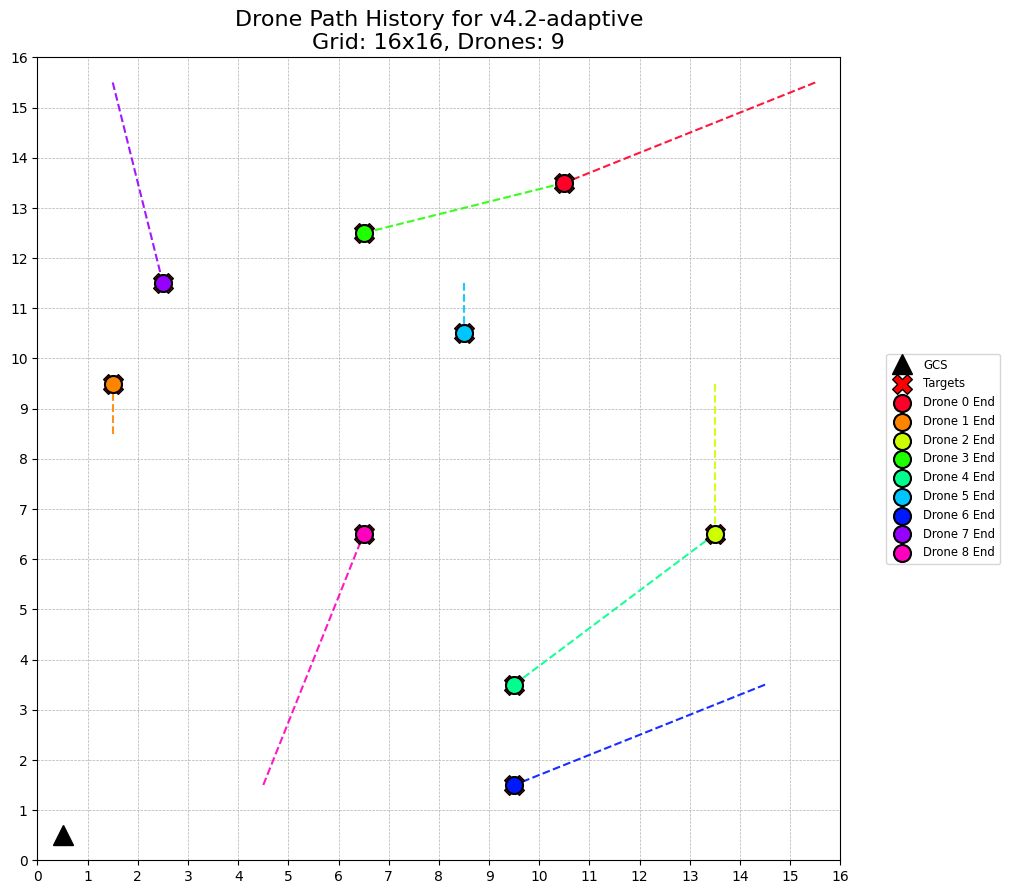 Drone Path History for v4.2-adaptive
Grid: 16x16, Drones: 9
16
15
14
13
12
11
10
9
8
7
6
5
4
3
2
1
0
0 1 2 3 4 5 6 7 8 9 10 11 12 13 14 15 16
GCS
Targets
Drone 0 End
Drone 1 End
Drone 2 End
Drone 3 End
Drone 4 End
Drone 5 End
Drone 6 End
Drone 7 End
Drone 8 End